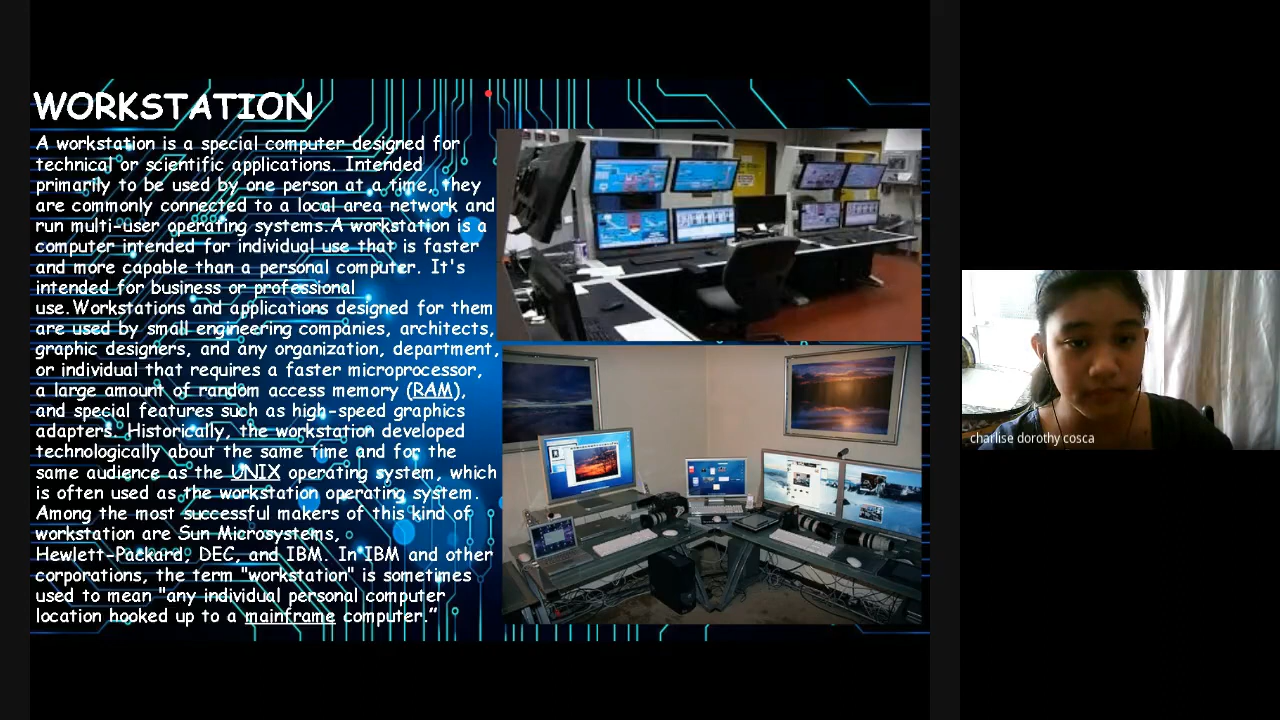 WORKSTATION
A workstation is a special computer designed for
technical or scientific applications. Intended
primarily to be used by one person at a time, they
are commonly connected to a local area network and
run multi-user operating systems.A workstation is a
computer intended for individual use that is faster
and more capable than a personal computer. It's
intended for business or professional
use.Workstations and applications designed for them
are used by small engineering companies, architects,
graphic designers, and any organization, department,
or individual that requires a faster microprocessor,
a large amount of random access memory (RAM),
and special features such as high-speed graphics
adapters. Historically, the workstation developed
technologically about the same time and for the
same audience as the UNIX operating system, which
is often used as the workstation operating system.
Among the most successful makers of this kind of
workstation are Sun Microsystems,
Hewlett-Packard, DEC, and IBM. In IBM and other
corporations, the term "workstation" is sometimes
used to mean "any individual personal computer
location hooked up to a mainframe computer.”
charlise dorothy cosca